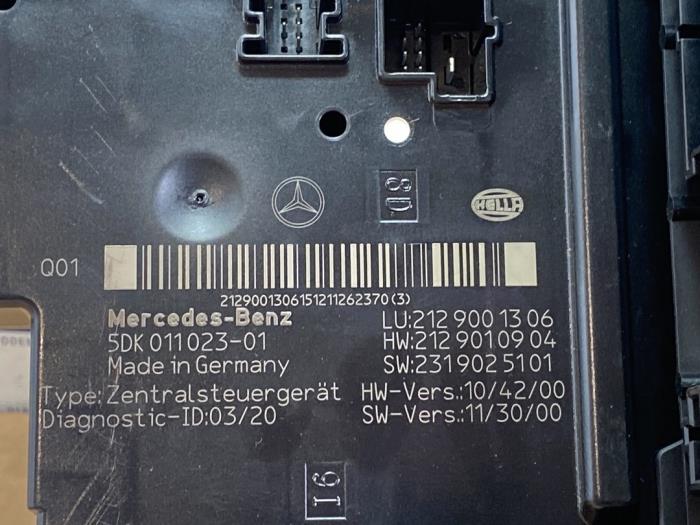 8D
HELLA
Q01
2129001306151211262370(3)
Mercedes-Benz
LU:212 900 13 06
5DK 011 023-01
HW:212 901 09 04
Made in Germany
SW:231 902 51 01
Type: Zentralsteuergerät
HW-Vers.:10/42/00
Diagnostic-ID:03/20
SW-Vers.:11/30/00
I6